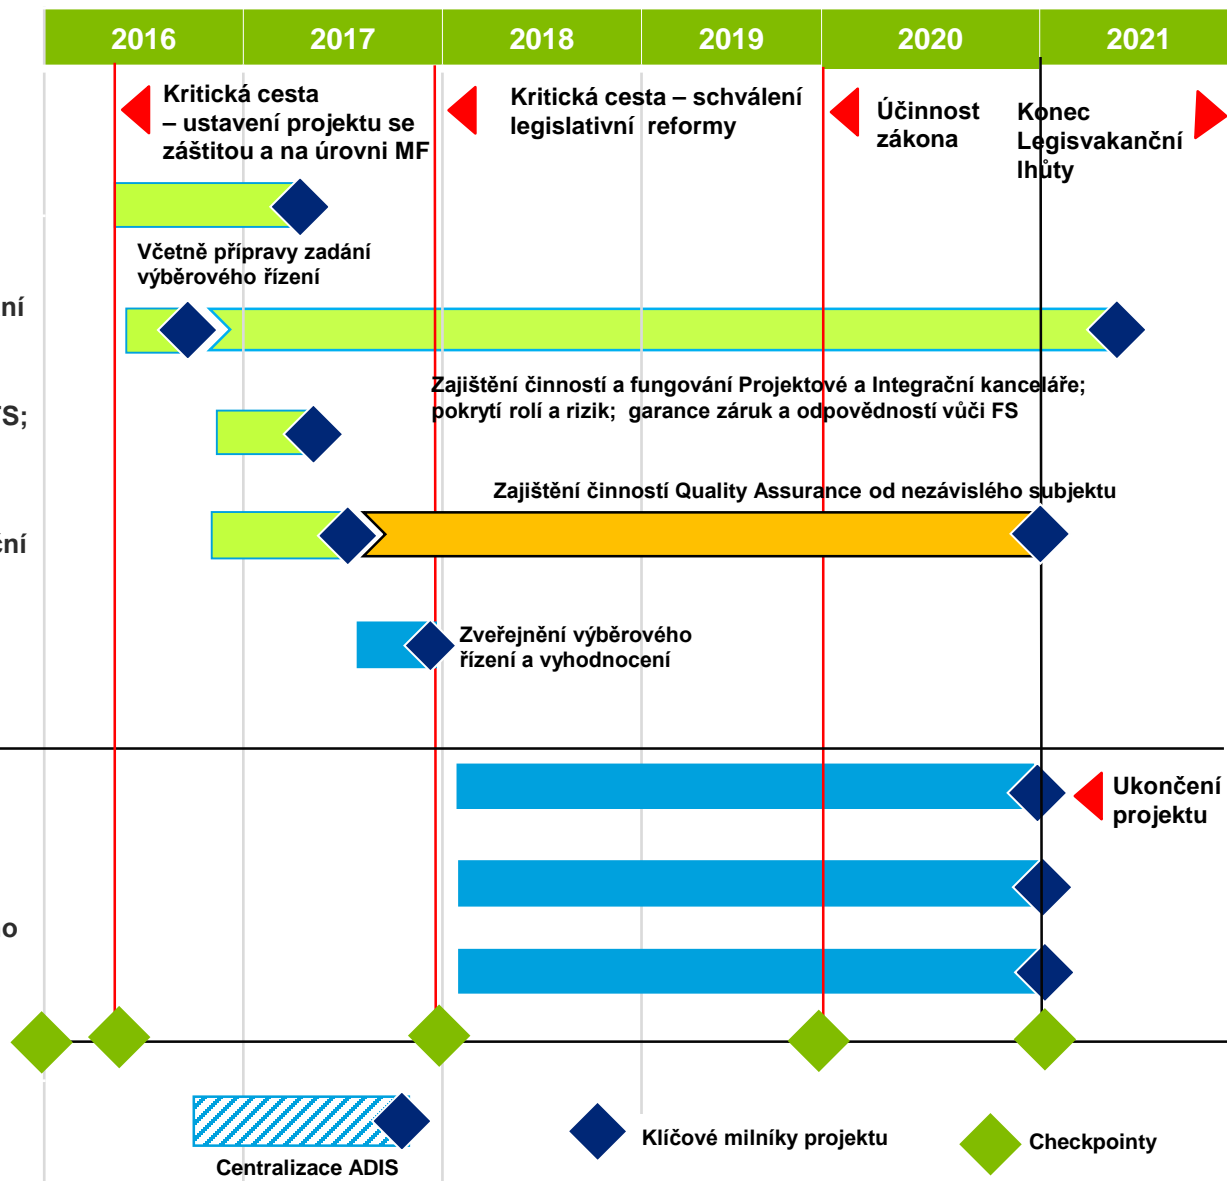 2016 2017 2018 2019 2020 2021
Kritická cesta
– ustavení projektu se
záštitou a na úrovni MF
Kritická cesta – schválení
legislativní reformy
Účinnost
zákona
Konec
Legisvakanční
lhůty
Včetně přípravy zadání
výběrového řízení
ní
Zajištění činností a fungování Projektové a Integrační kanceláře;
pokrytí rolí a rizik; garance záruk a odpovědností vůči FS
S;
Zajištění činností Quality Assurance od nezávislého subjektu
ční
Zveřejnění výběrového
řízení a vyhodnocení
Ukončení
projektu
o
Centralizace ADIS
Klíčové milníky projektu
Checkpointy